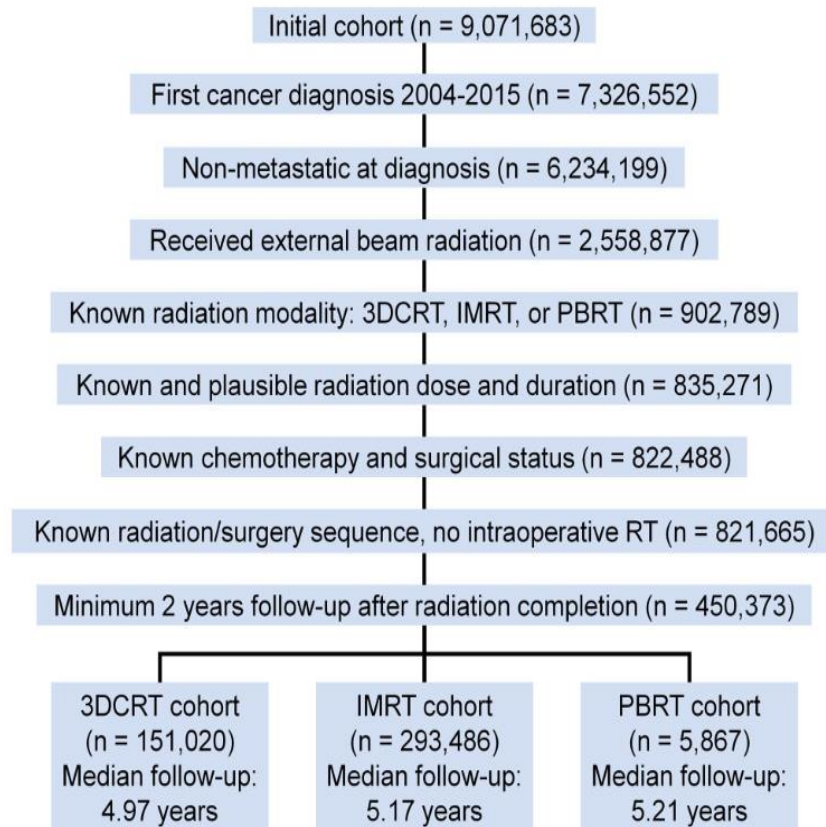 Initial cohort (n = 9,071,683)
First cancer diagnosis 2004-2015 (n = 7,326,552)
Non-metastatic at diagnosis (n = 6,234,199)
Received external beam radiation (n = 2,558,877)
Known radiation modality: 3DCRT, IMRT, or PBRT (n = 902,789)
Known and plausible radiation dose and duration (n = 835,271)
Known chemotherapy and surgical status (n = 822,488)
Known radiation/surgery sequence, no intraoperative RT (n = 821,665)
Minimum 2 years follow-up after radiation completion (n = 450,373)
3DCRT cohort
(n = 151,020)
Median follow-up:
4.97 years
IMRT cohort
(n = 293,486)
Median follow-up:
5.17 years
PBRT cohort
(n = 5,867)
Median follow-up:
5.21 years